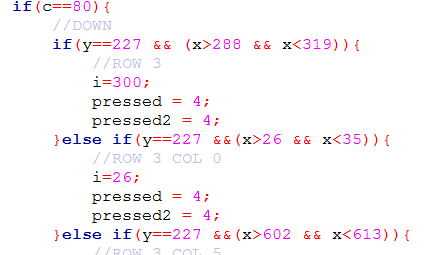 if(c==80){
//DOWN
if(y==227 && (x>288 && x<319)){
//ROW 3
i=300;
pressed = 4;
pressed2 = 4;
}else if(y==227 &&(x>26 && x<35)){
//ROW 3 COL 0
i=26;
pressed = 4;
pressed2 = 4;
}else if(y==227 &&(x>602 && x<613)){
//ROW 3 COL 5